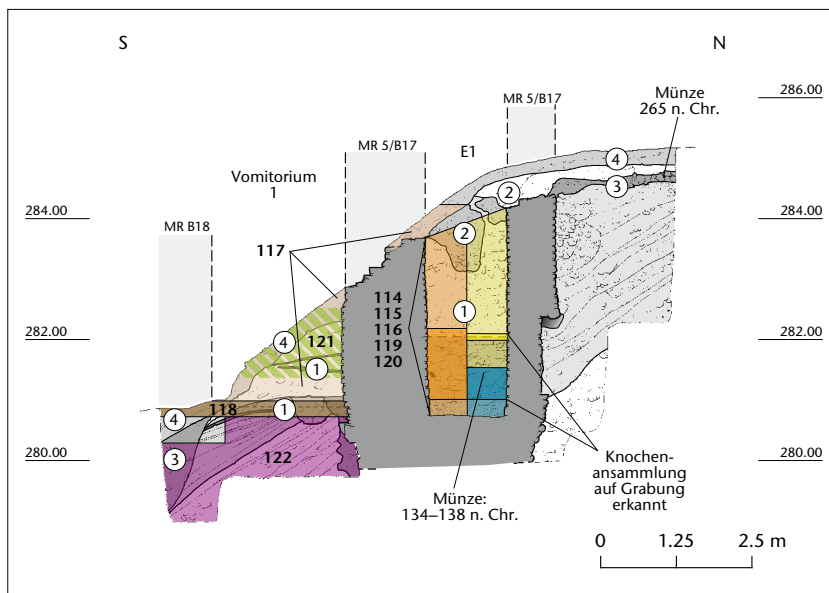 S
N
286.00
MR 5/B17
Münze
265 n. Chr.
MR 5/B17
E1
4
Vomitorium
1
2
3
284.00
284.00
MR B18
2
117
114
115
116
119
120
1
282.00
282.00
4
121
1
118
1
4
280.00
3
122
280.00
Knochen-
ansammlung
auf Grabung
erkannt
Münze:
134–138 n. Chr.
0
1.25
2.5 m